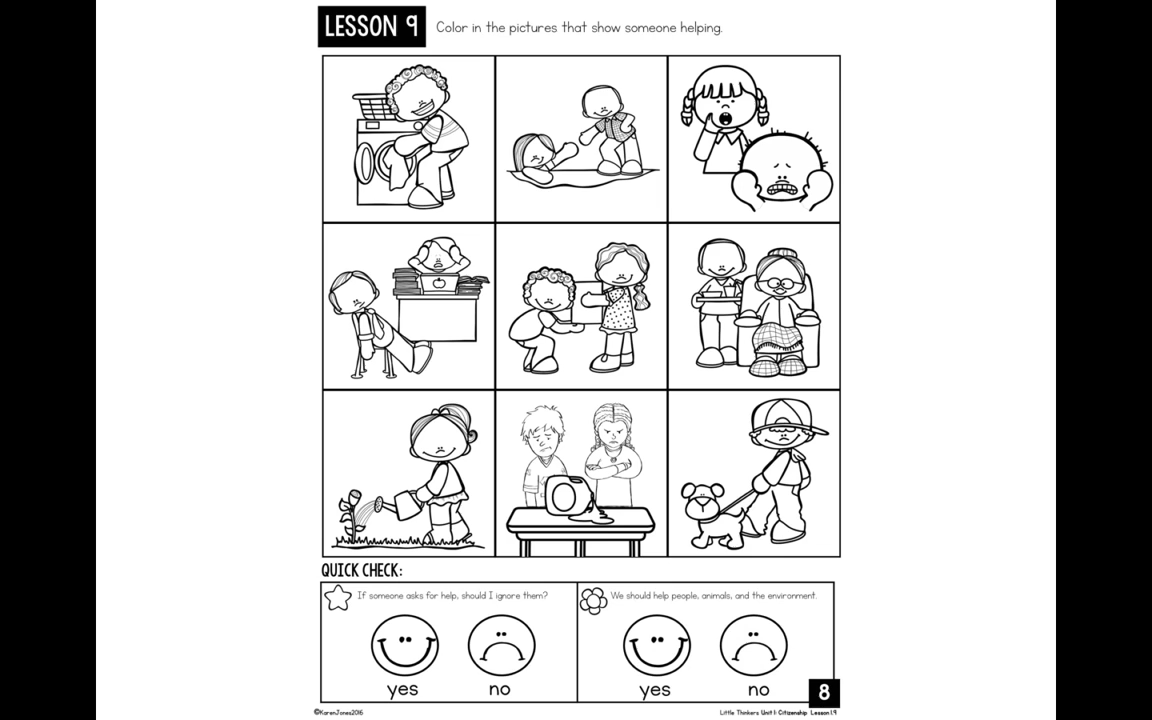 LESSON 9
Color in the pictures that show someone helping.
QUICK CHECK:
If someone asks for help, should I ignore them?
yes no
We should help people, animals, and the environment.
yes no
8
©KarenJones2016
Little Thinkers Unit 1: Citizenship Lesson 1.9